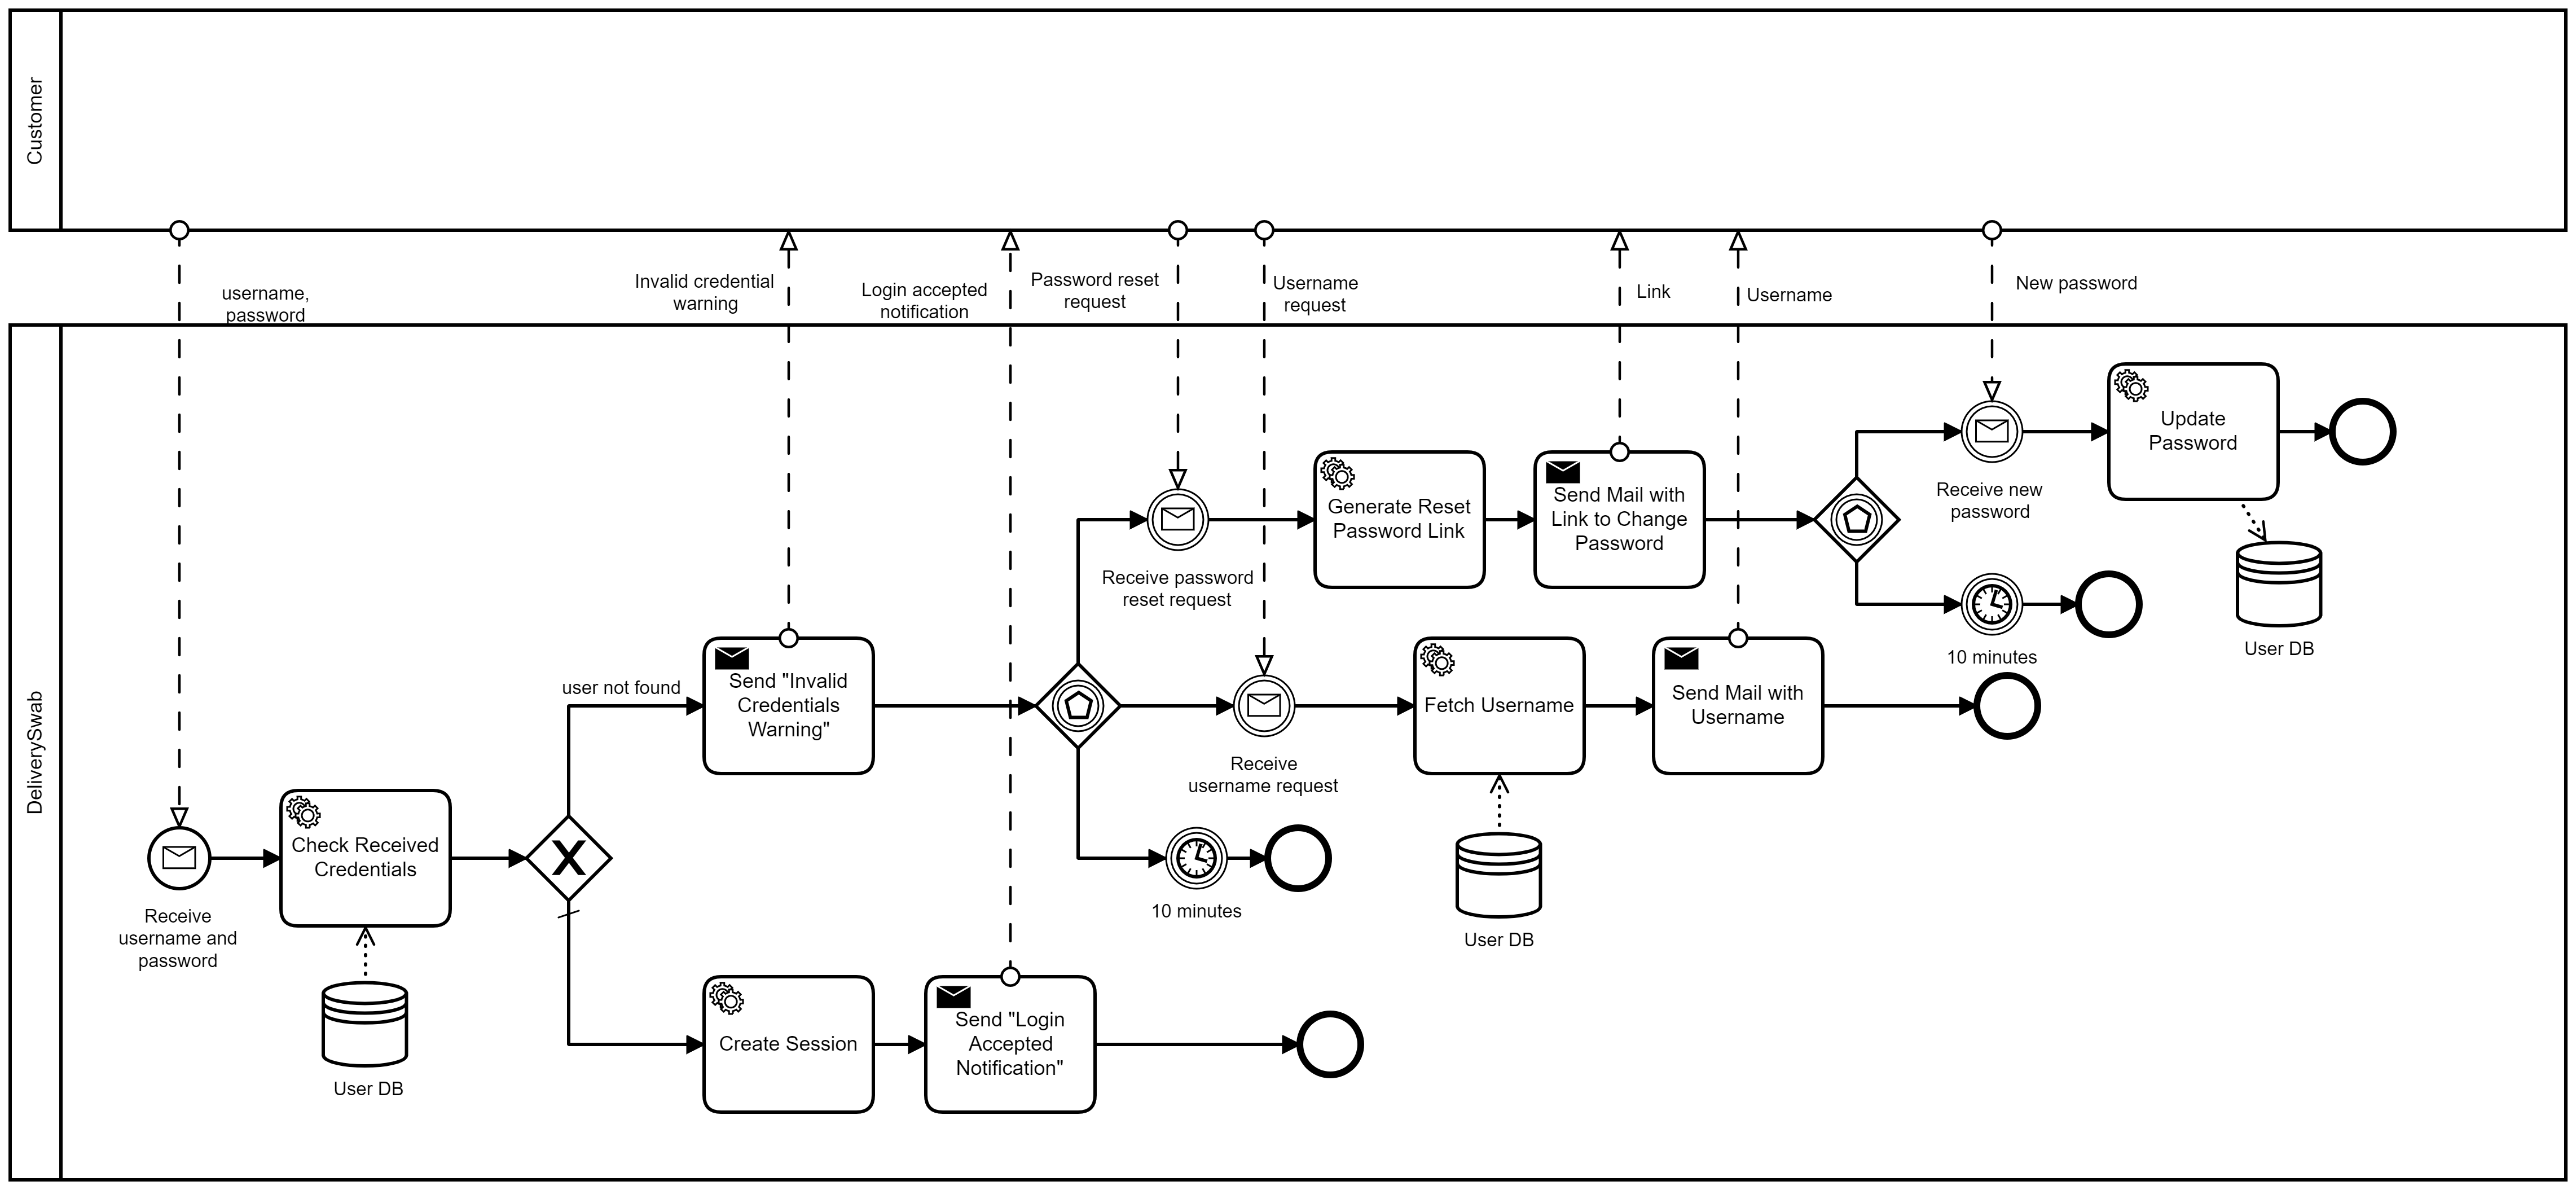 Customer
username,
password
Invalid credential
warning
Login accepted
notification
Password reset
request
Username
request
Link
Username
New password
DeliverySwab
Receive
username and
password
Check Received
Credentials
User DB
user not found
Send "Invalid
Credentials
Warning"
Create Session
Send "Login
Accepted
Notification"
Receive password
reset request
Generate Reset
Password Link
Send Mail with
Link to Change
Password
Receive
username request
Fetch Username
User DB
Send Mail with
Username
10 minutes
Receive new
password
Update
Password
User DB
10 minutes